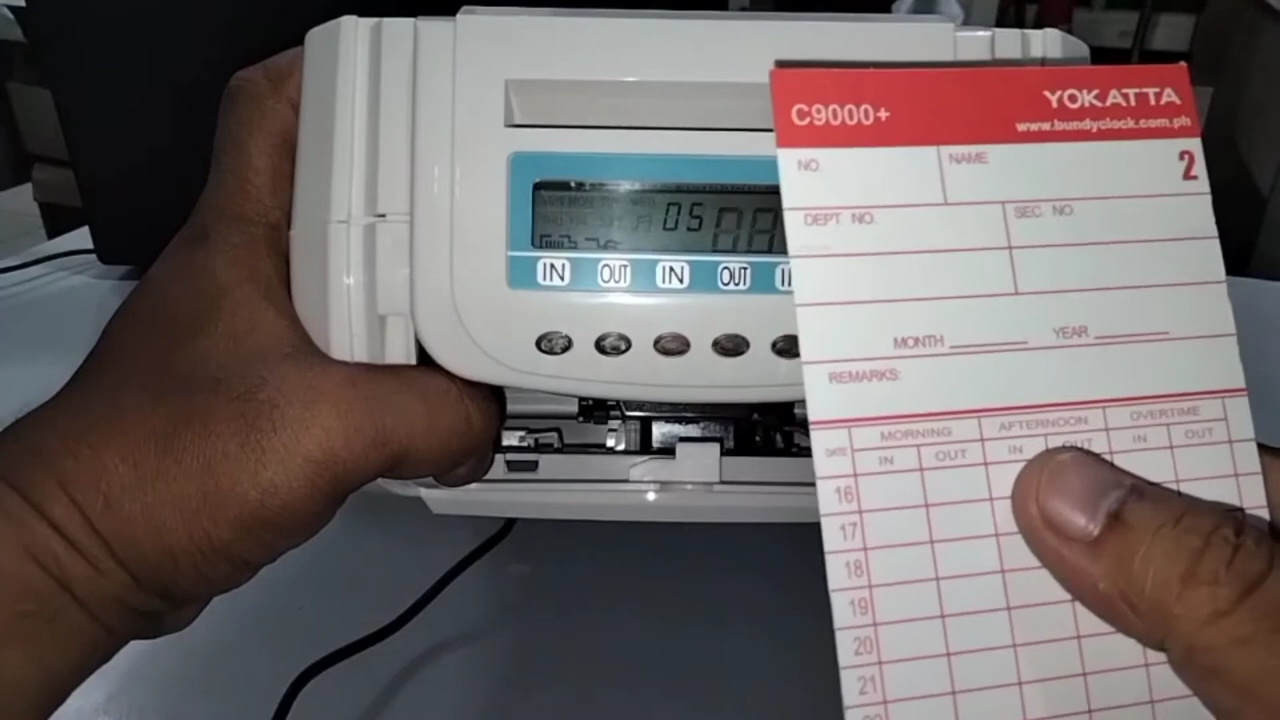 05
IN OUT IN OUT
C9000+
YOKATTA
www.bundyclock.com.ph
NO.
NAME
2
DEPT NO.
SEC. NO.
MONTH
YEAR
REMARKS:
DATE
MORNING
AFTERNOON
OVERTIME
IN OUT IN OUT IN OUT
16
17
18
19
20
21